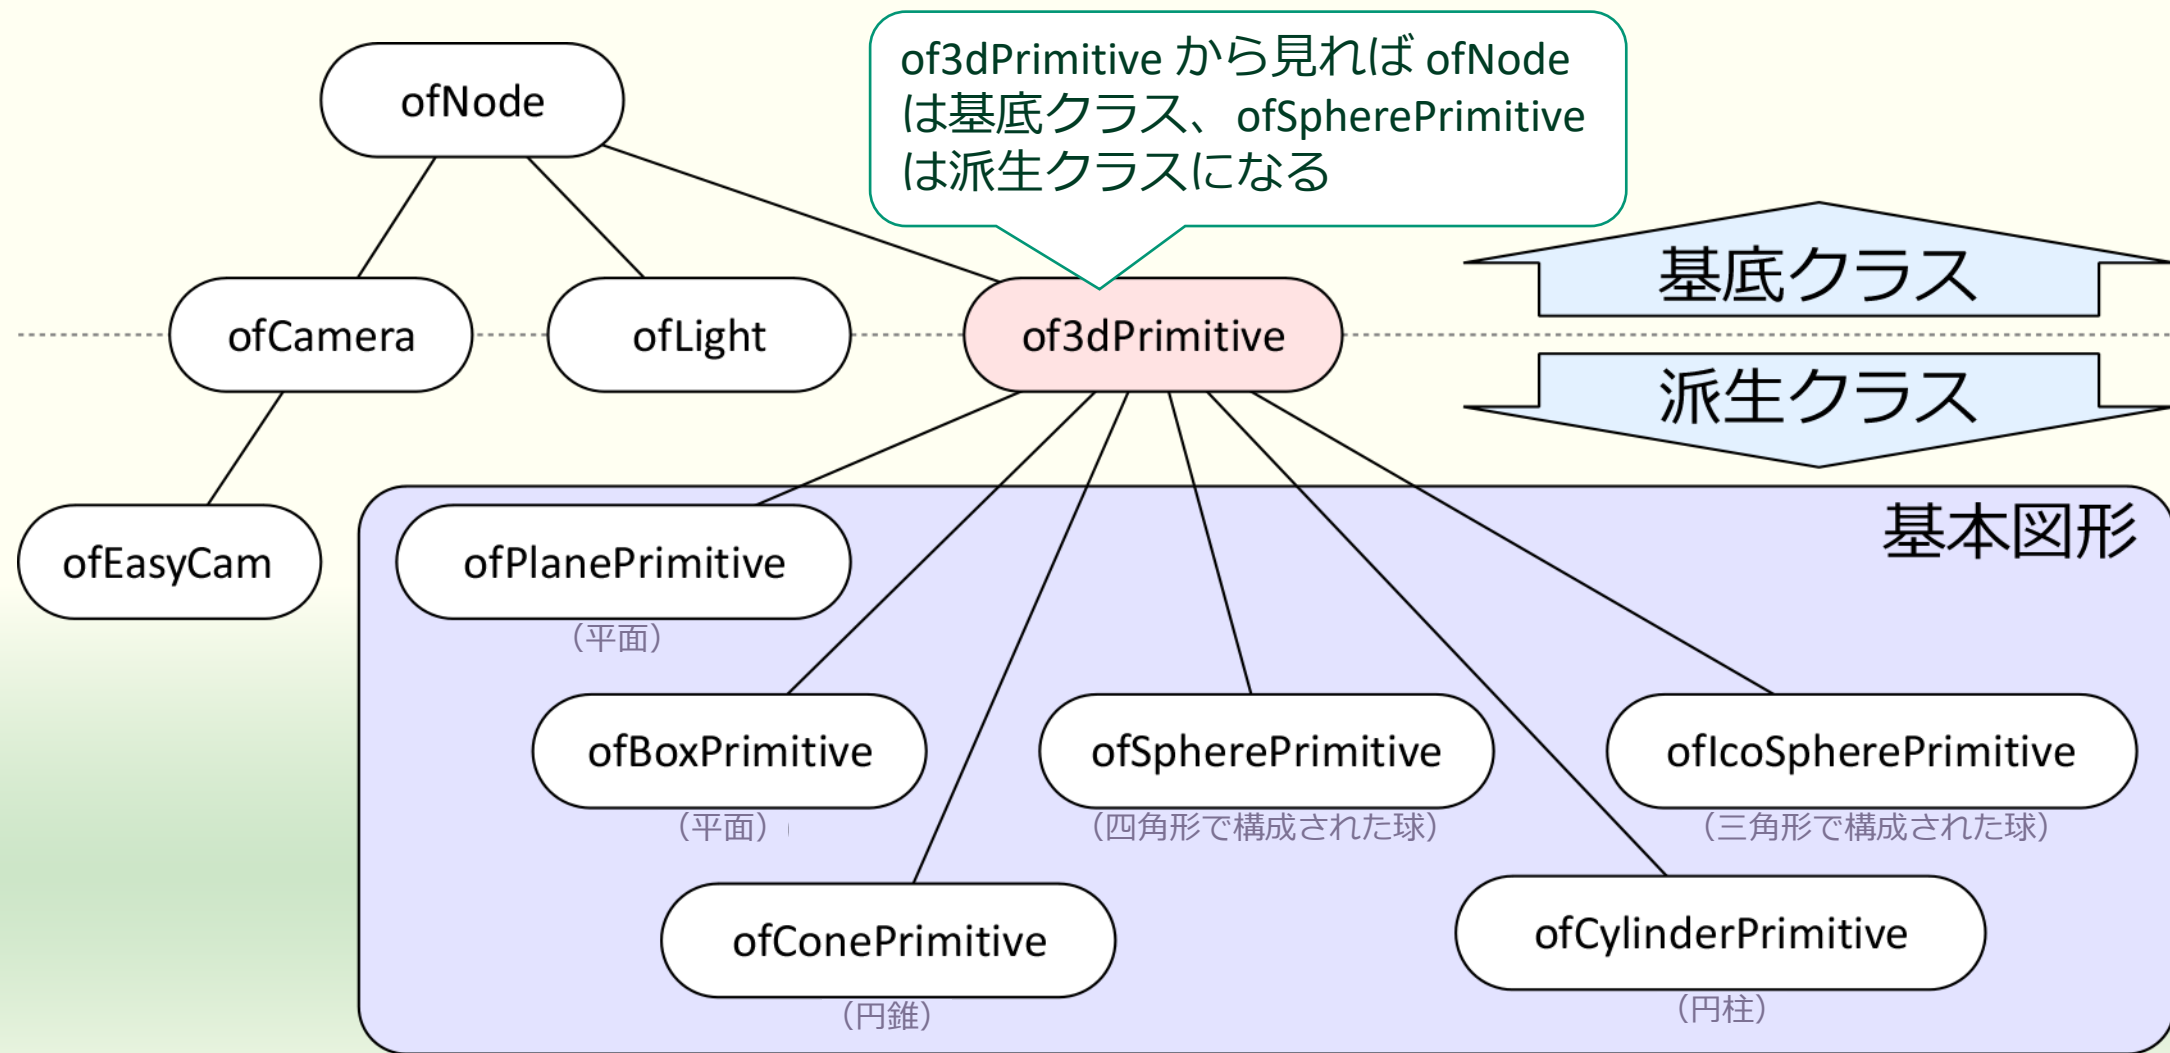 of3dPrimitive から見れば ofNode
は基底クラス、ofSpherePrimitive
は派生クラスになる
ofNode
基底クラス
ofCamera
ofLight
of3dPrimitive
派生クラス
基本図形
ofEasyCam
ofPlanePrimitive
（平面）
ofBoxPrimitive
（平面）
ofSpherePrimitive
（四角形で構成された球）
ofIcoSpherePrimitive
（三角形で構成された球）
ofConePrimitive
（円錐）
ofCylinderPrimitive
（円柱）